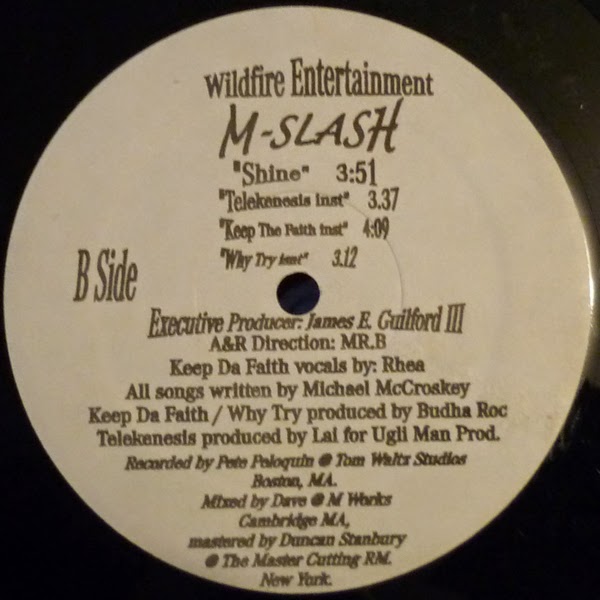 Wildfire Entertainment
M-SLASH
"Shine" 3:51
"Telekenesis inst" 3.37
"Keep The Faith inst" 4:09
"Why Try inst" 3.12
B Side
Executive Producer: James E. Guilford III
A&R Direction: MR.B
Keep Da Faith vocals by: Rhea
All songs written by Michael McCroskey
Keep Da Faith / Why Try produced by Budha Roc
Telekenesis produced by Lai for Ugli Man Prod.
Recorded by Pete Peloquin @ Tom Waltz Studios
Boston, MA.
Mixed by Dave @ M Works
Cambridge MA,
mastered by Duncan Stanbury
@ The Master Cutting RM.
New York.